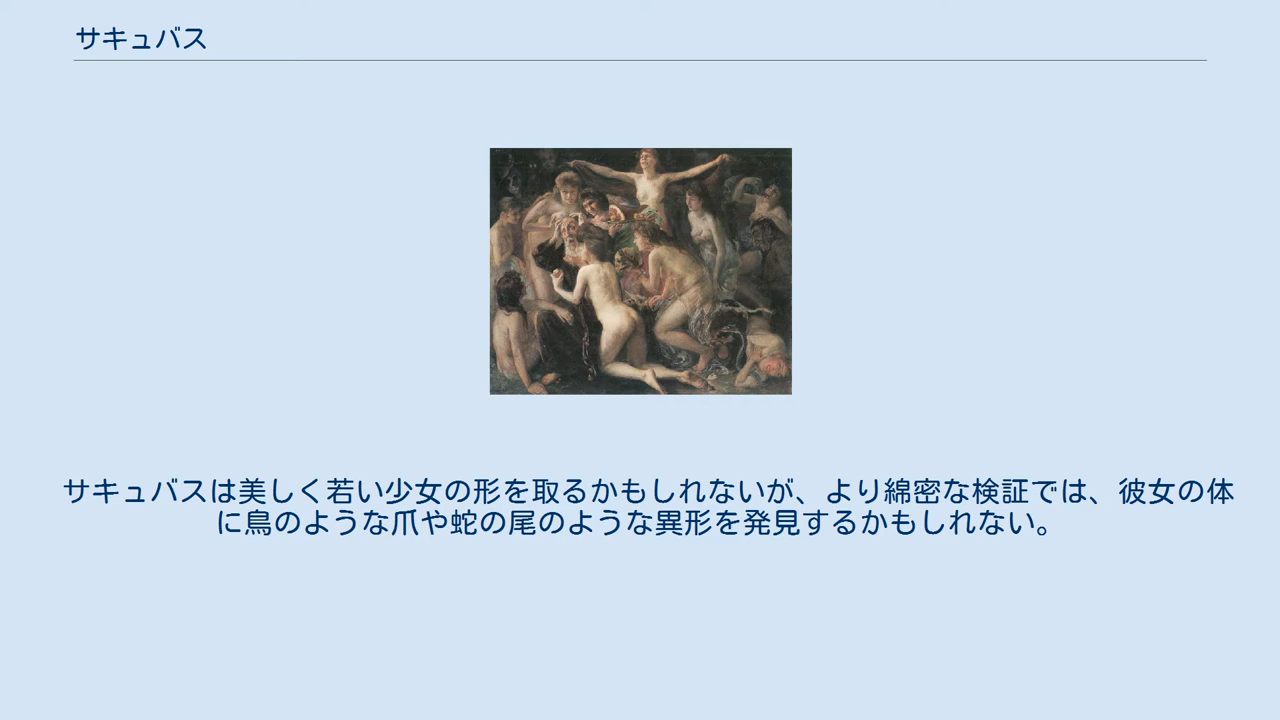 サキュバス
サキュバスは美しく若い少女の形を取るかもしれないが、より綿密な検証では、彼女の体
に鳥のような爪や蛇の尾のような異形を発見するかもしれない。